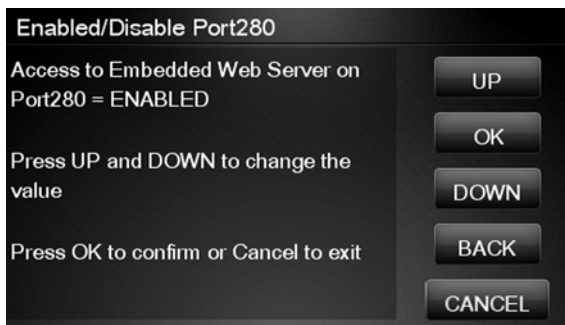 Enabled/Disable Port280
Access to Embedded Web Server on
Port280 = ENABLED
Press UP and DOWN to change the
value
Press OK to confirm or Cancel to exit
UP
OK
DOWN
BACK
CANCEL